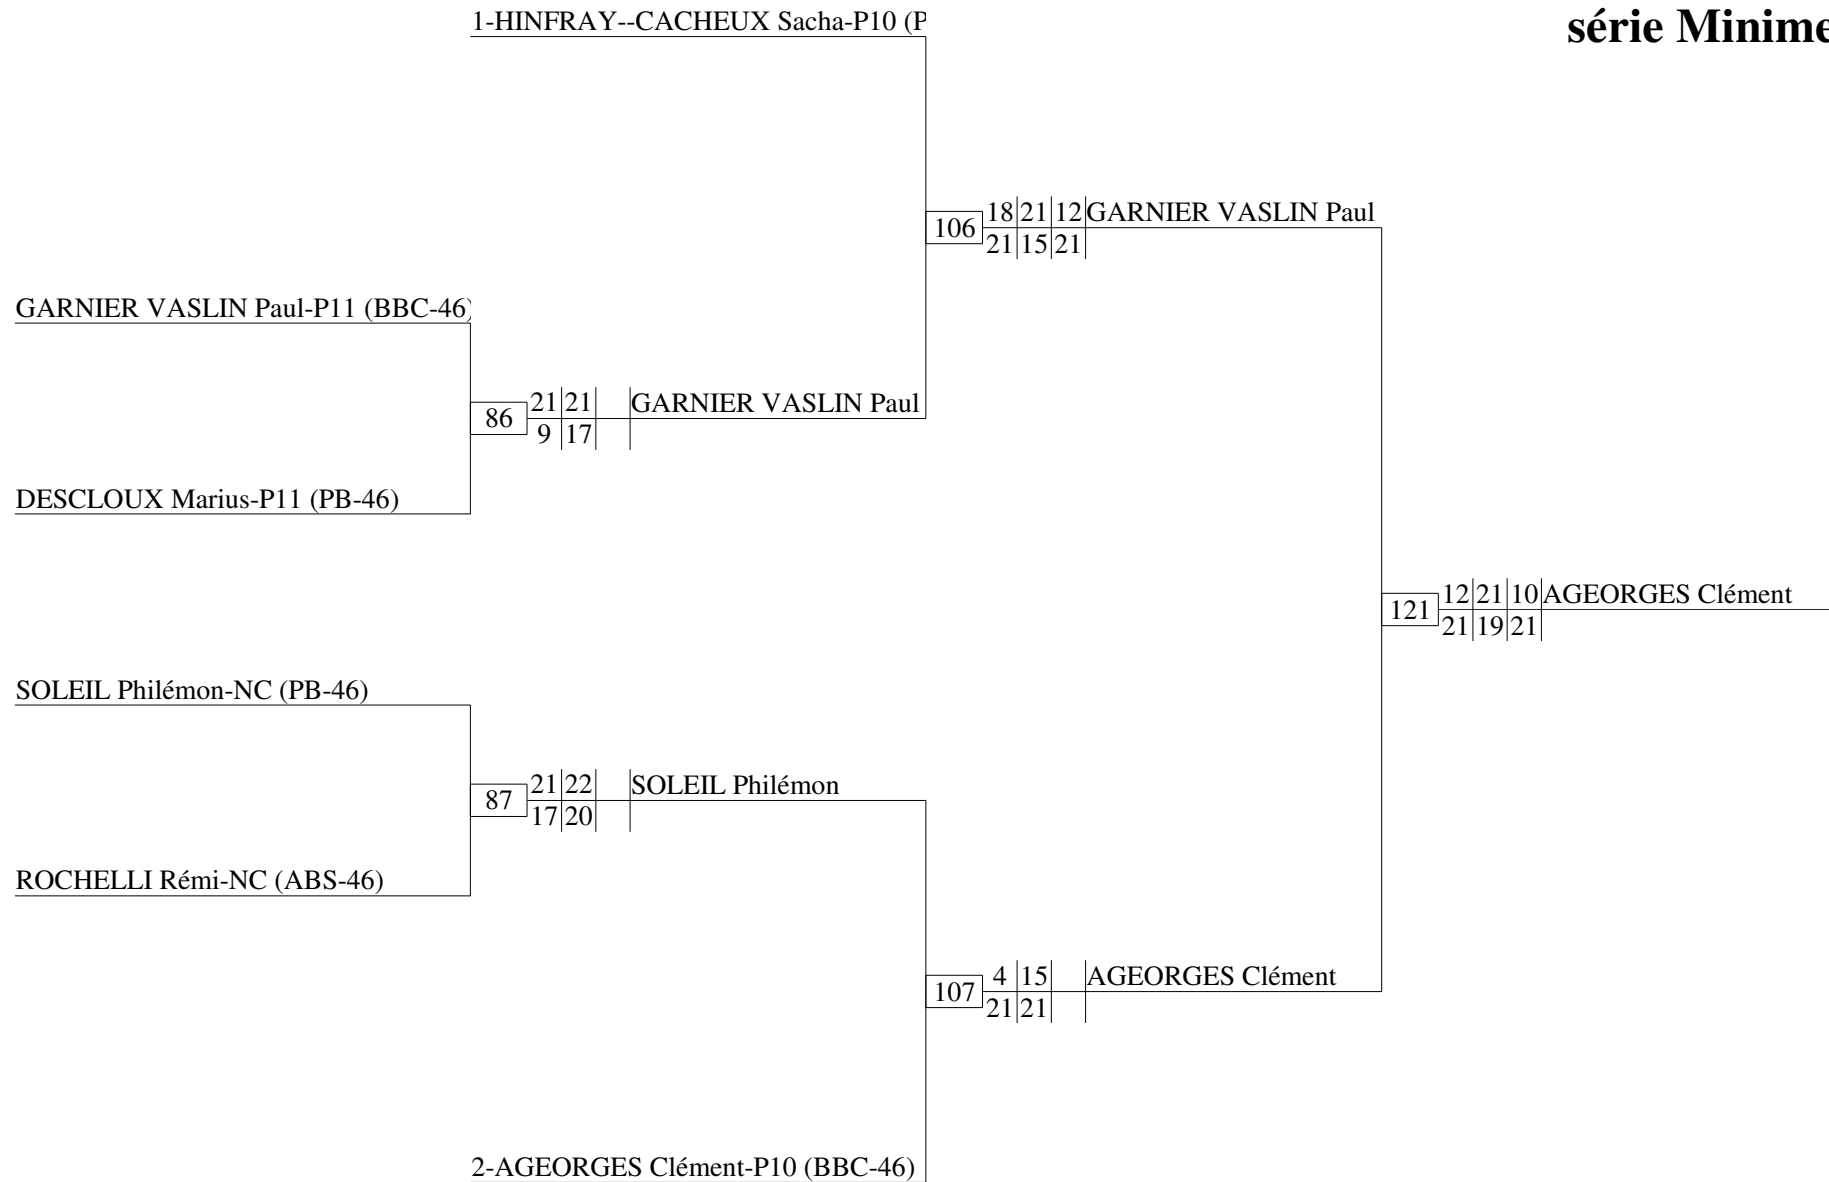 1-HINFRAY--CACHEUX Sacha-P10 (P
série Minime
18 21 12 GARNIER VASLIN Paul
106
21 15 21
GARNIER VASLIN Paul-P11 (BBC-46)
21 21 GARNIER VASLIN Paul
86
9 17
DESCLOUX Marius-P11 (PB-46)
12 21 10 AGEORGES Clément
121
21 19 21
SOLEIL Philémon-NC (PB-46)
21 22 SOLEIL Philémon
87
17 20
ROCHELLI Rémi-NC (ABS-46)
4 15 AGEORGES Clément
107
21 21
2-AGEORGES Clément-P10 (BBC-46)